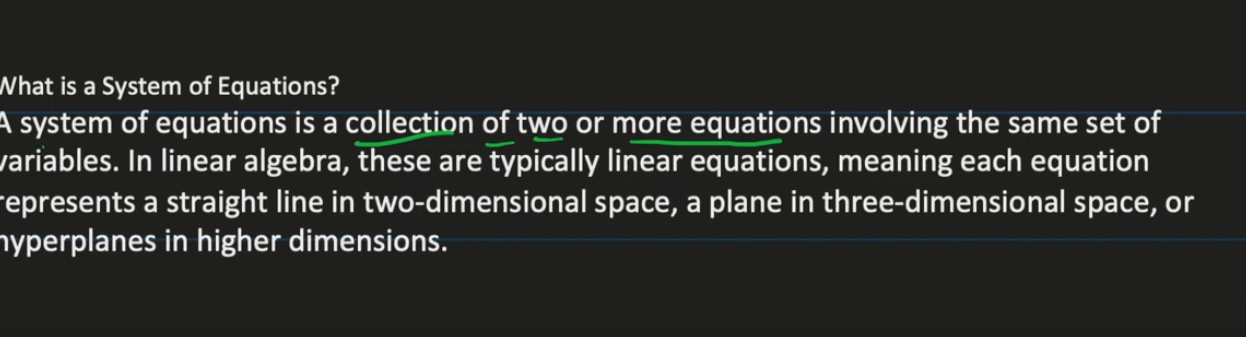 What is a System of Equations?
A system of equations is a collection of two or more equations involving the same set of
variables. In linear algebra, these are typically linear equations, meaning each equation
represents a straight line in two-dimensional space, a plane in three-dimensional space, or
hyperplanes in higher dimensions.